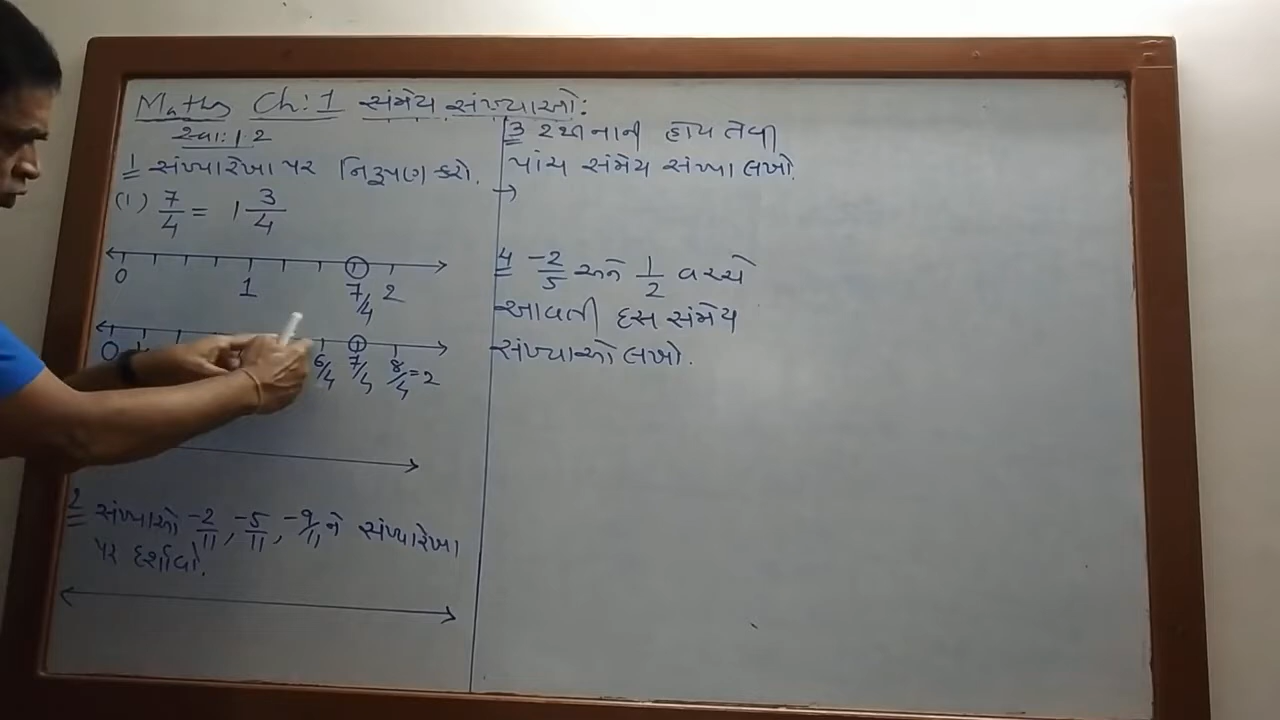 Maths Ch: 1 સંમેય સંખ્યાઓ:
સ્વા: 1.2
1 સંખ્યારેખા પર નિરૂપણ કરો.
(1) 7/4 = 1 3/4
0 1 7/4 2
0 6/4 7/4 8/4 = 2
2 સંખ્યાઓ -2/11, -5/11, -9/11 ને સંખ્યારેખા
પર દર્શાવો.
3 2 થી નાની હોય તેવી
પાંચ સંમેય સંખ્યા લખો.
→
4 -2/5 અને 1/2 વચ્ચે
આવતી દસ સંમેય
સંખ્યાઓ લખો.